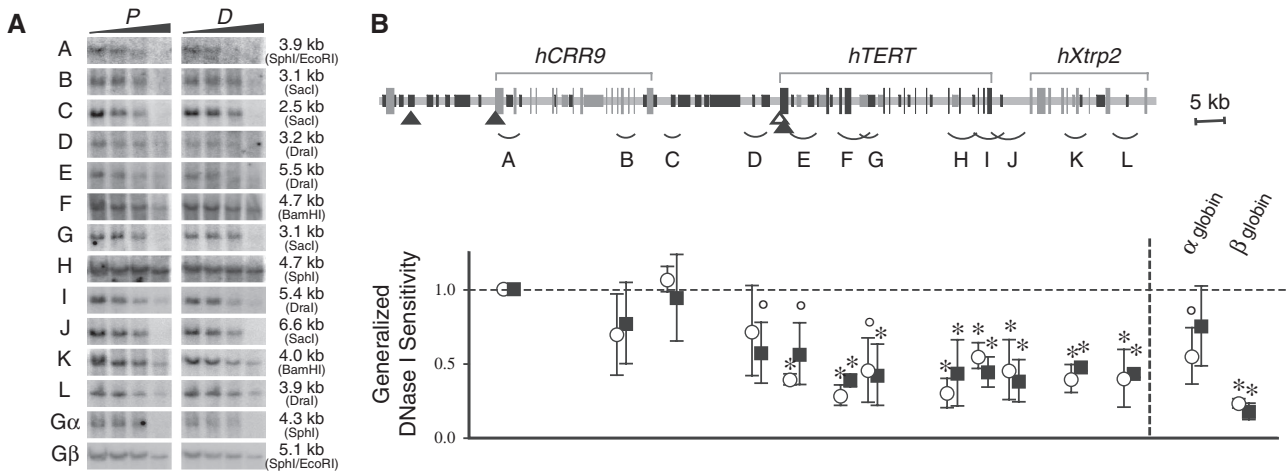 A
P D
A 3.9 kb
(SphI/EcoRI)
B 3.1 kb
(SacI)
C 2.5 kb
(SacI)
D 3.2 kb
(DraI)
E 5.5 kb
(DraI)
F 4.7 kb
(BamHI)
G 3.1 kb
(SacI)
H 4.7 kb
(SphI)
I 5.4 kb
(DraI)
J 6.6 kb
(SacI)
K 4.0 kb
(BamHI)
L 3.9 kb
(DraI)
Gα 4.3 kb
(SphI)
Gβ 5.1 kb
(SphI/EcoRI)
B
hCRR9 hTERT hXtrp2
5 kb
A B C D E F G H I J K L
α globin
β globin
Generalized
DNase I Sensitivity
1.0
0.5
0.0